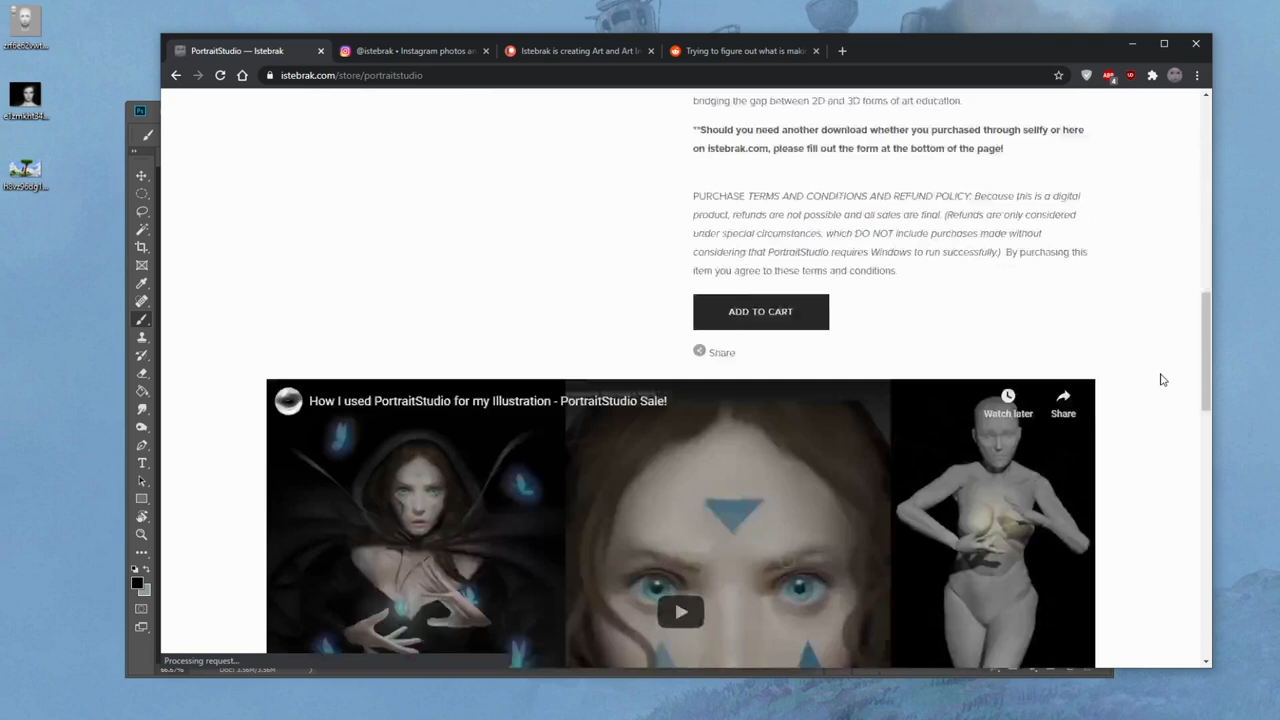 PortraitStudio — Istebrak
@istebrak • Instagram photos an
Istebrak is creating Art and Art In
Trying to figure out what is maki
istebrak.com/store/portraitstudio
bridging the gap between 2D and 3D forms of art education.
**Should you need another download whether you purchased through sellfy or here
on istebrak.com, please fill out the form at the bottom of the page!
PURCHASE TERMS AND CONDITIONS AND REFUND POLICY: Because this is a digital
product, refunds are not possible and all sales are final. (Refunds are only considered
under special circumstances, which DO NOT include purchases made without
considering that PortraitStudio requires Windows to run successfully.) By purchasing this
item you agree to these terms and conditions.
ADD TO CART
Share
How I used PortraitStudio for my Illustration - PortraitStudio Sale!
Watch later
Share
Processing request...
Ps
ABP
4